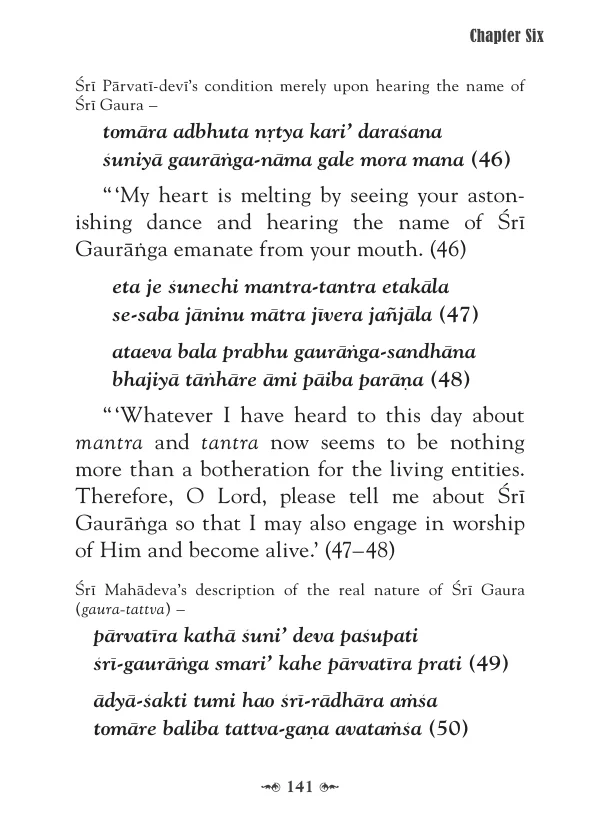 Chapter Six
Śrī Pārvatī-devī’s condition merely upon hearing the name of
Śrī Gaura –
tomāra adbhuta nṛtya kari’ daraśana
śuniyā gaurāṅga-nāma gale mora mana (46)
“ ‘My heart is melting by seeing your aston-
ishing dance and hearing the name of Śrī
Gaurāṅga emanate from your mouth. (46)
eta je śunechi mantra-tantra etakāla
se-saba jāninu mātra jīvera jañjāla (47)
ataeva bala prabhu gaurāṅga-sandhāna
bhajiyā tāṅhāre āmi pāiba parāṇa (48)
“ ‘Whatever I have heard to this day about
mantra and tantra now seems to be nothing
more than a botheration for the living entities.
Therefore, O Lord, please tell me about Śrī
Gaurāṅga so that I may also engage in worship
of Him and become alive.’ (47–48)
Śrī Mahādeva’s description of the real nature of Śrī Gaura
(gaura-tattva) –
pārvatīra kathā śuni’ deva paśupati
śrī-gaurāṅga smari’ kahe pārvatīra prati (49)
ādyā-śakti tumi hao śrī-rādhāra aṁśa
tomāre baliba tattva-gaṇa avataṁsa (50)
141